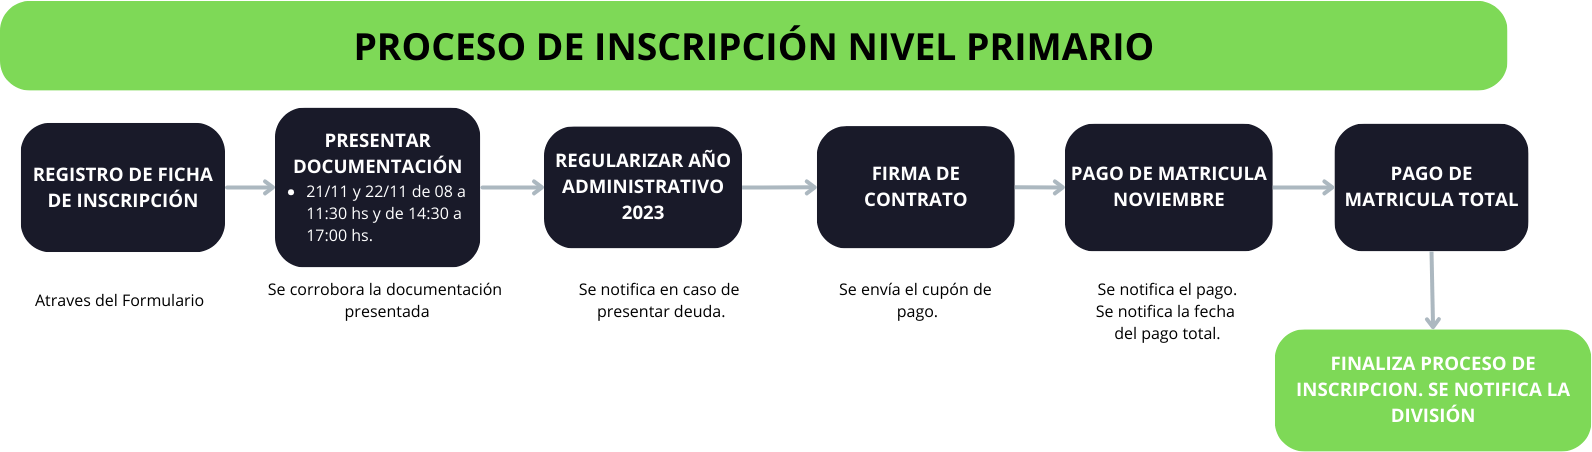 PROCESO DE INSCRIPCIÓN NIVEL PRIMARIO
REGISTRO DE FICHA
DE INSCRIPCIÓN
Atraves del Formulario
PRESENTAR
DOCUMENTACIÓN
• 21/11 y 22/11 de 08 a
11:30 hs y de 14:30 a
17:00 hs.
Se corrobora la documentación
presentada
REGULARIZAR AÑO
ADMINISTRATIVO
2023
Se notifica en caso de
presentar deuda.
FIRMA DE
CONTRATO
Se envía el cupón de
pago.
PAGO DE MATRICULA
NOVIEMBRE
Se notifica el pago.
Se notifica la fecha
del pago total.
PAGO DE
MATRICULA TOTAL
FINALIZA PROCESO DE
INSCRIPCION. SE NOTIFICA LA
DIVISIÓN